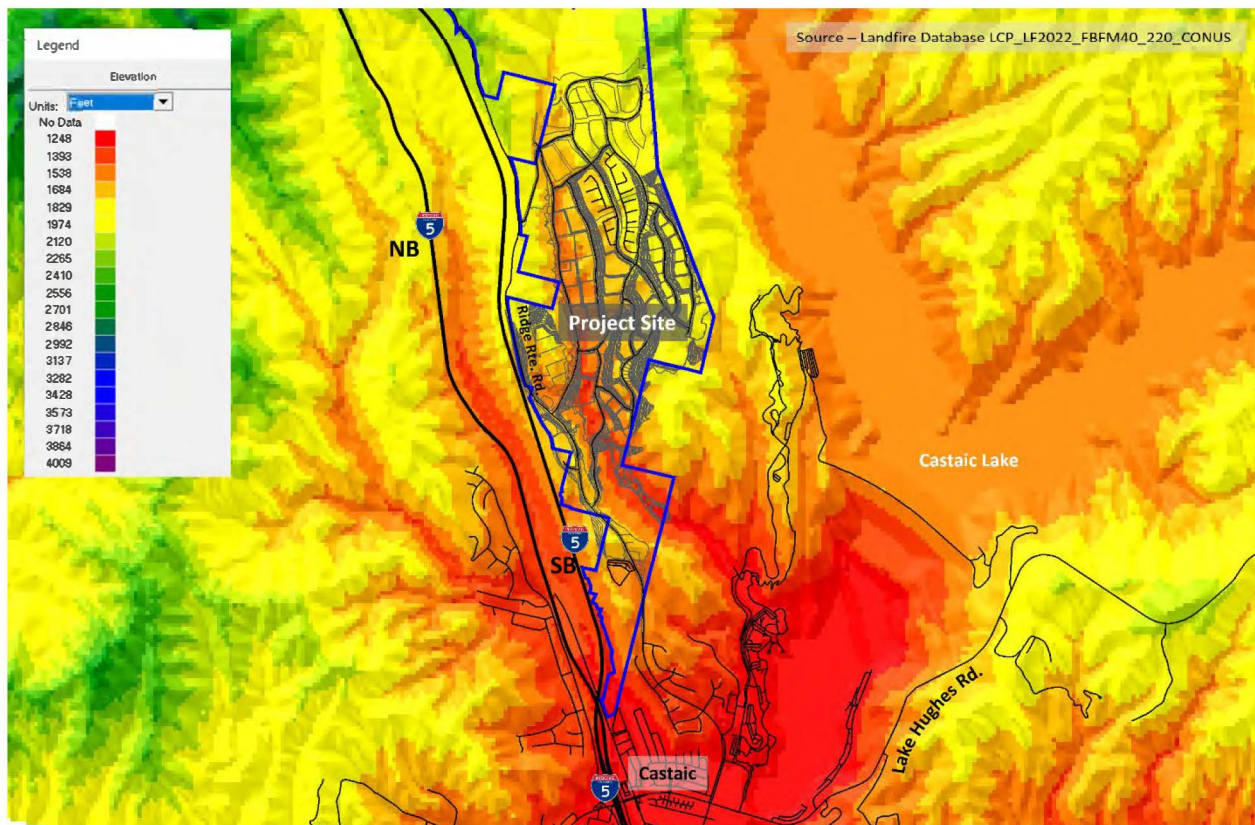 Source – Landfire Database LCP_LF2022_FBFM40_220_CONUS
Legend
Elevation
Units: Feet
No Data
1248
1393
1538
1684
1829
1974
2120
2265
2410
2556
2701
2846
2992
3137
3282
3428
3573
3718
3864
4009
5
NB
Ridge Rte. Rd.
Project Site
Castaic Lake
5
SB
Lake Hughes Rd.
Castaic
5